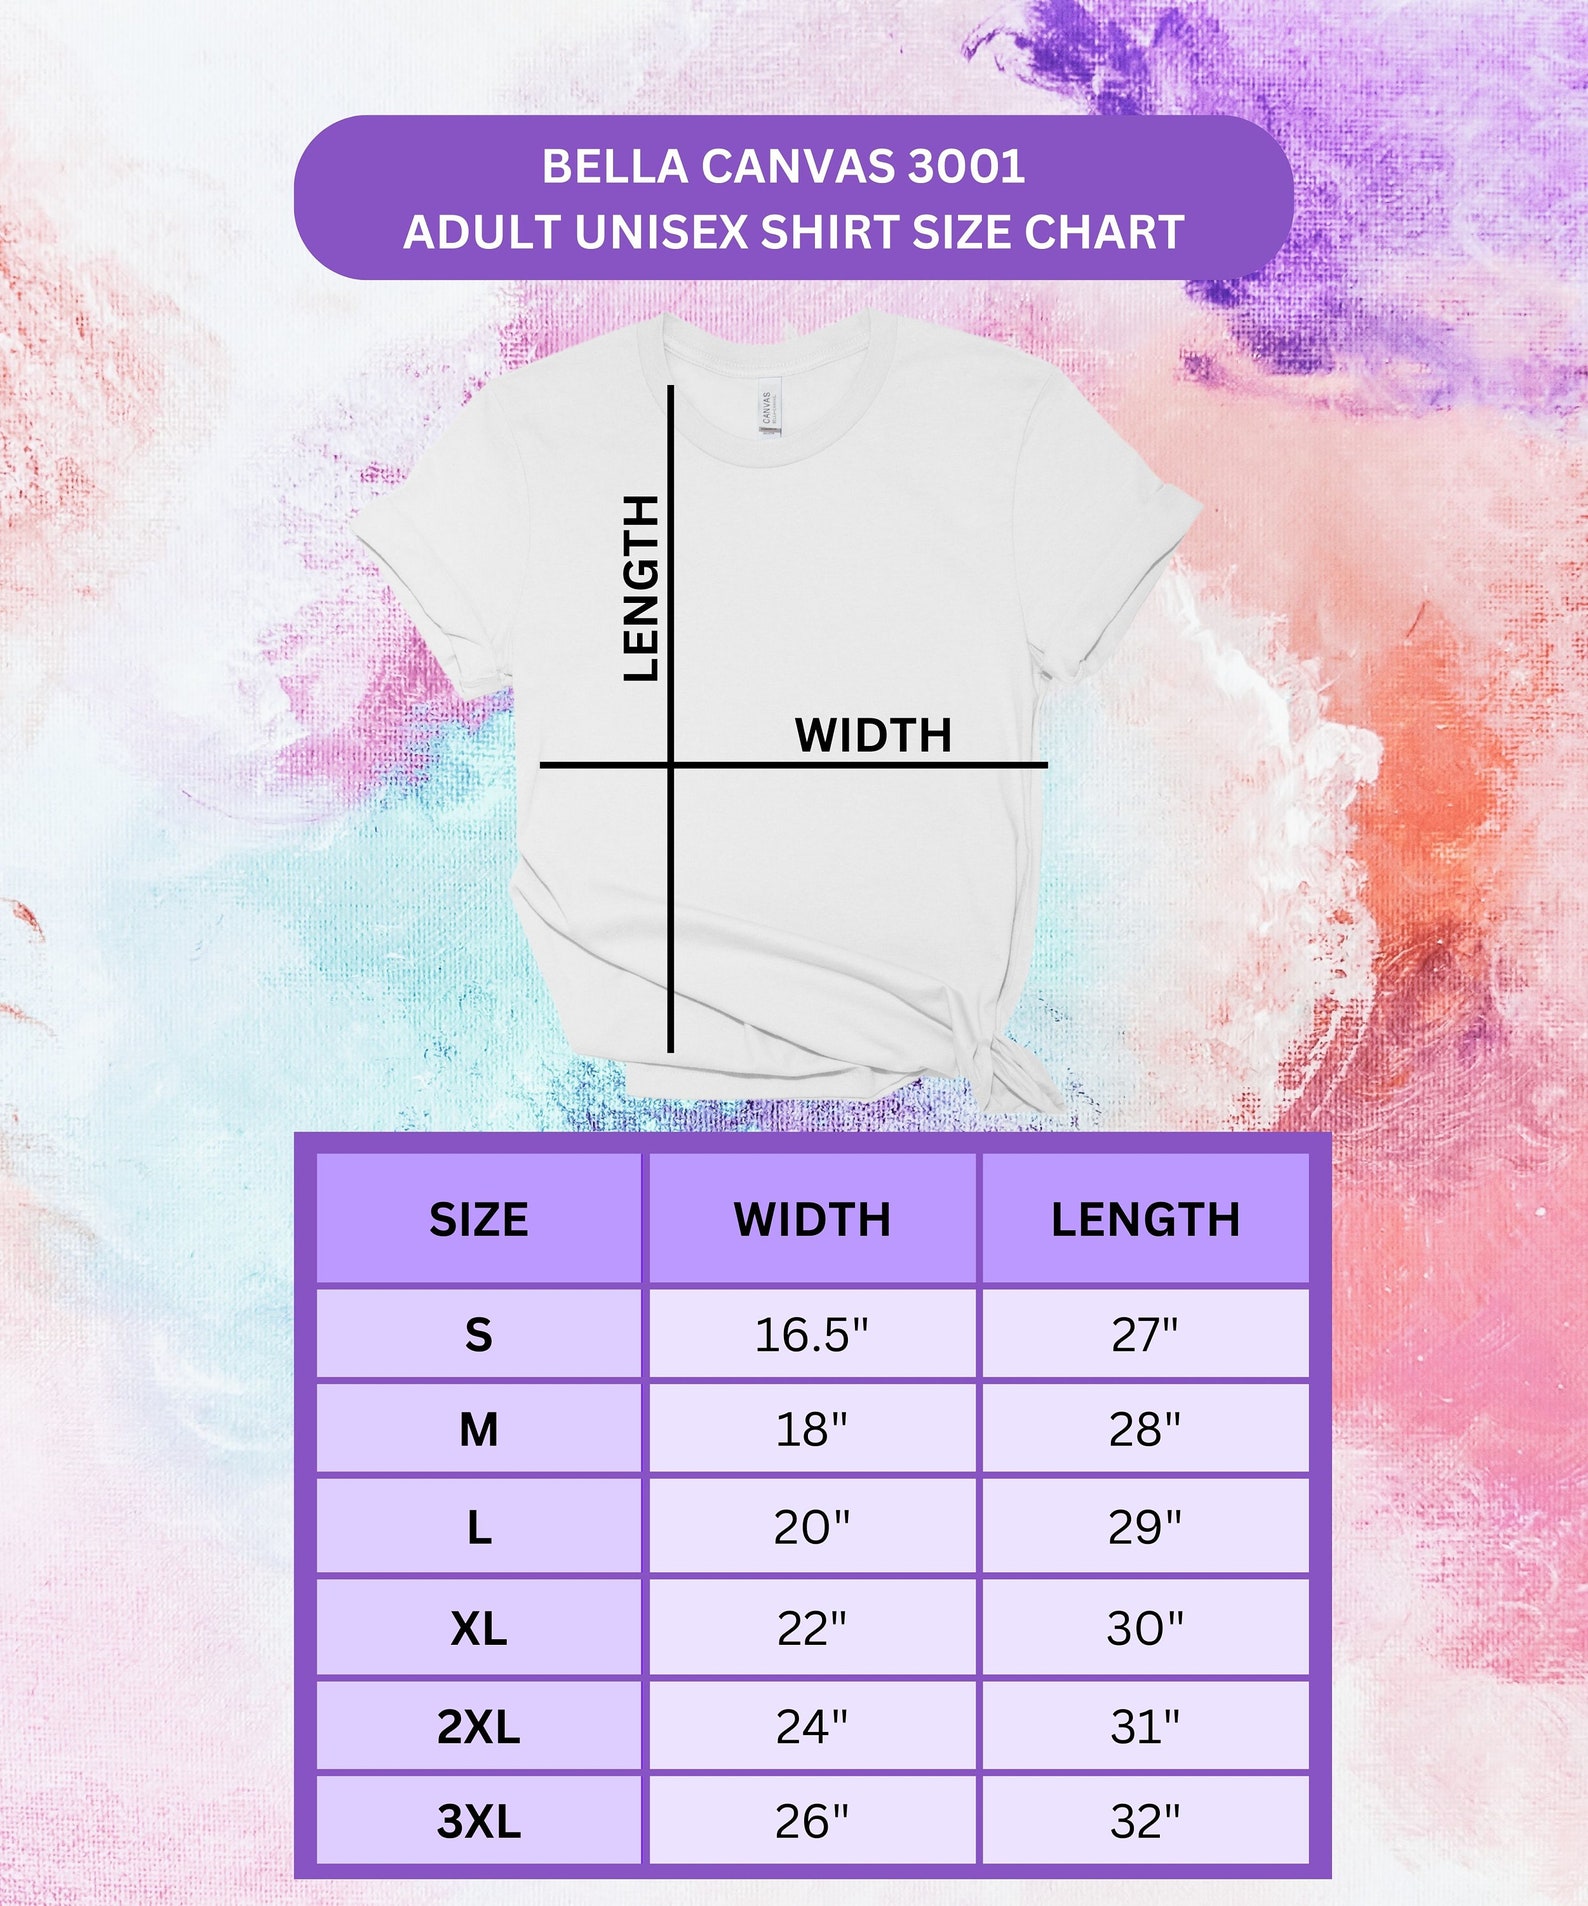 BELLA CANVAS 3001
ADULT UNISEX SHIRT SIZE CHART
CANVAS
LENGTH
WIDTH
SIZE WIDTH LENGTH
S 16.5" 27"
M 18" 28"
L 20" 29"
XL 22" 30"
2XL 24" 31"
3XL 26" 32"